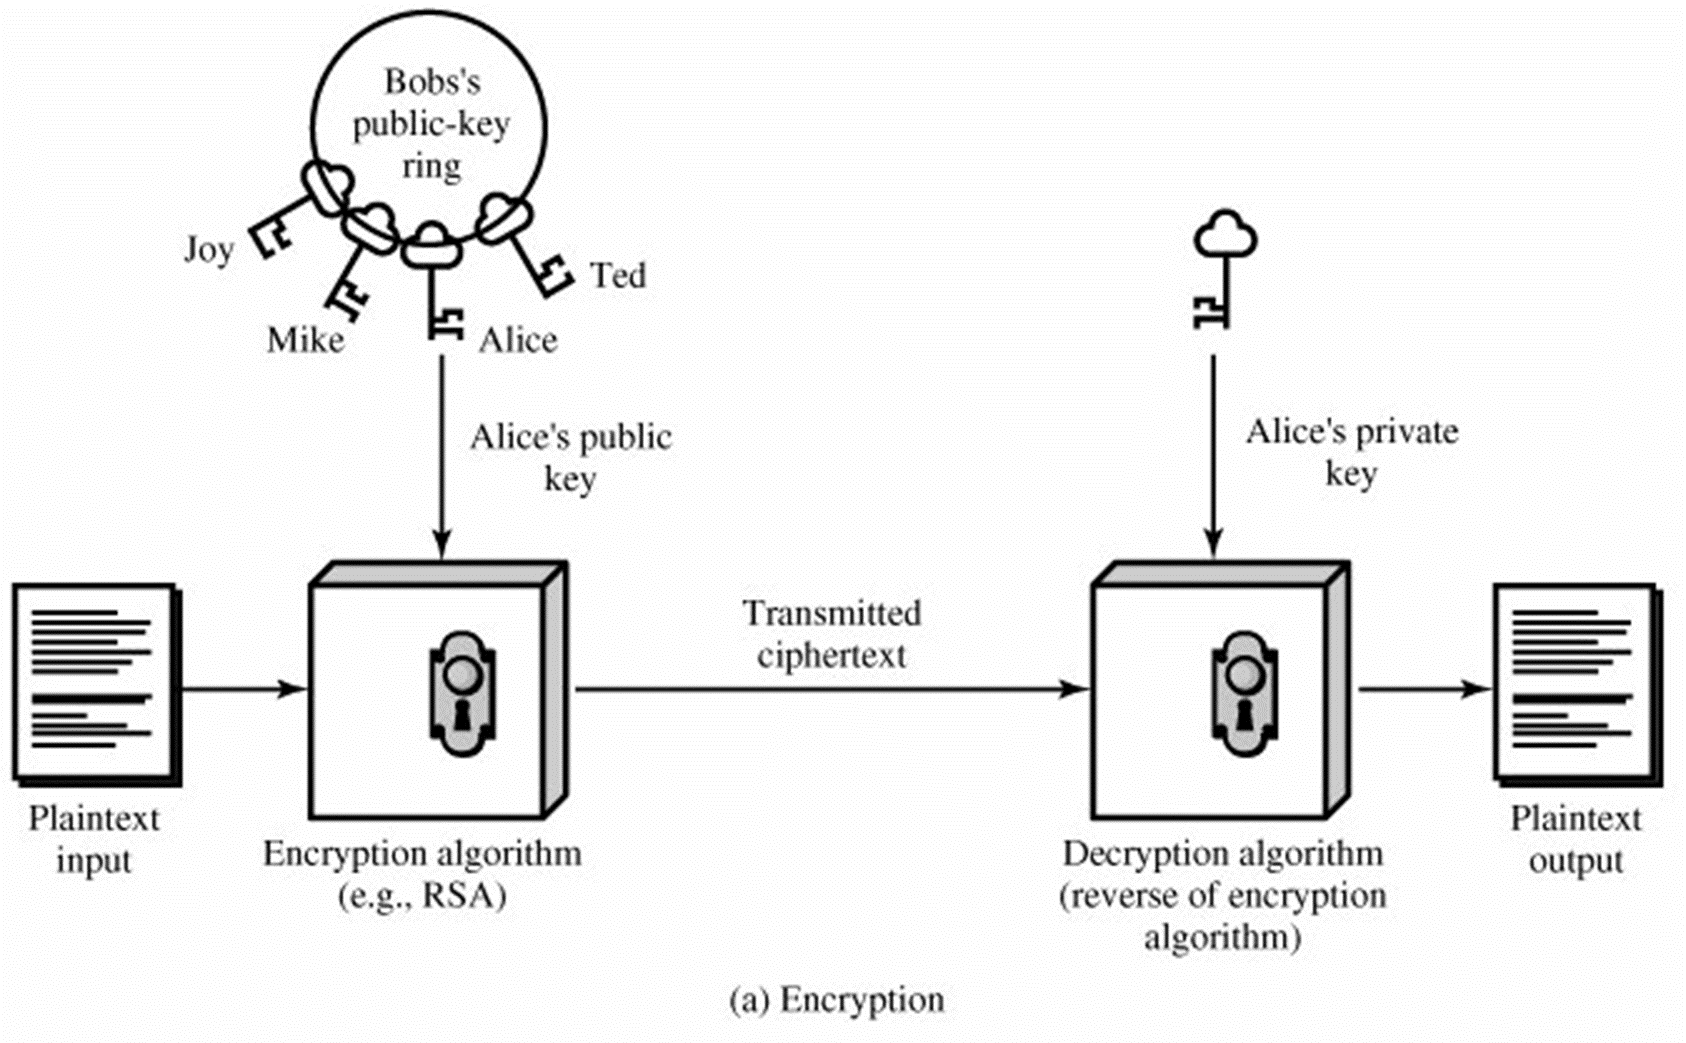 Bobs's
public-key
ring
Joy
Mike
Alice
Ted
Alice's public
key
Alice's private
key
Transmitted
ciphertext
Plaintext
input
Encryption algorithm
(e.g., RSA)
Decryption algorithm
(reverse of encryption
algorithm)
Plaintext
output
(a) Encryption